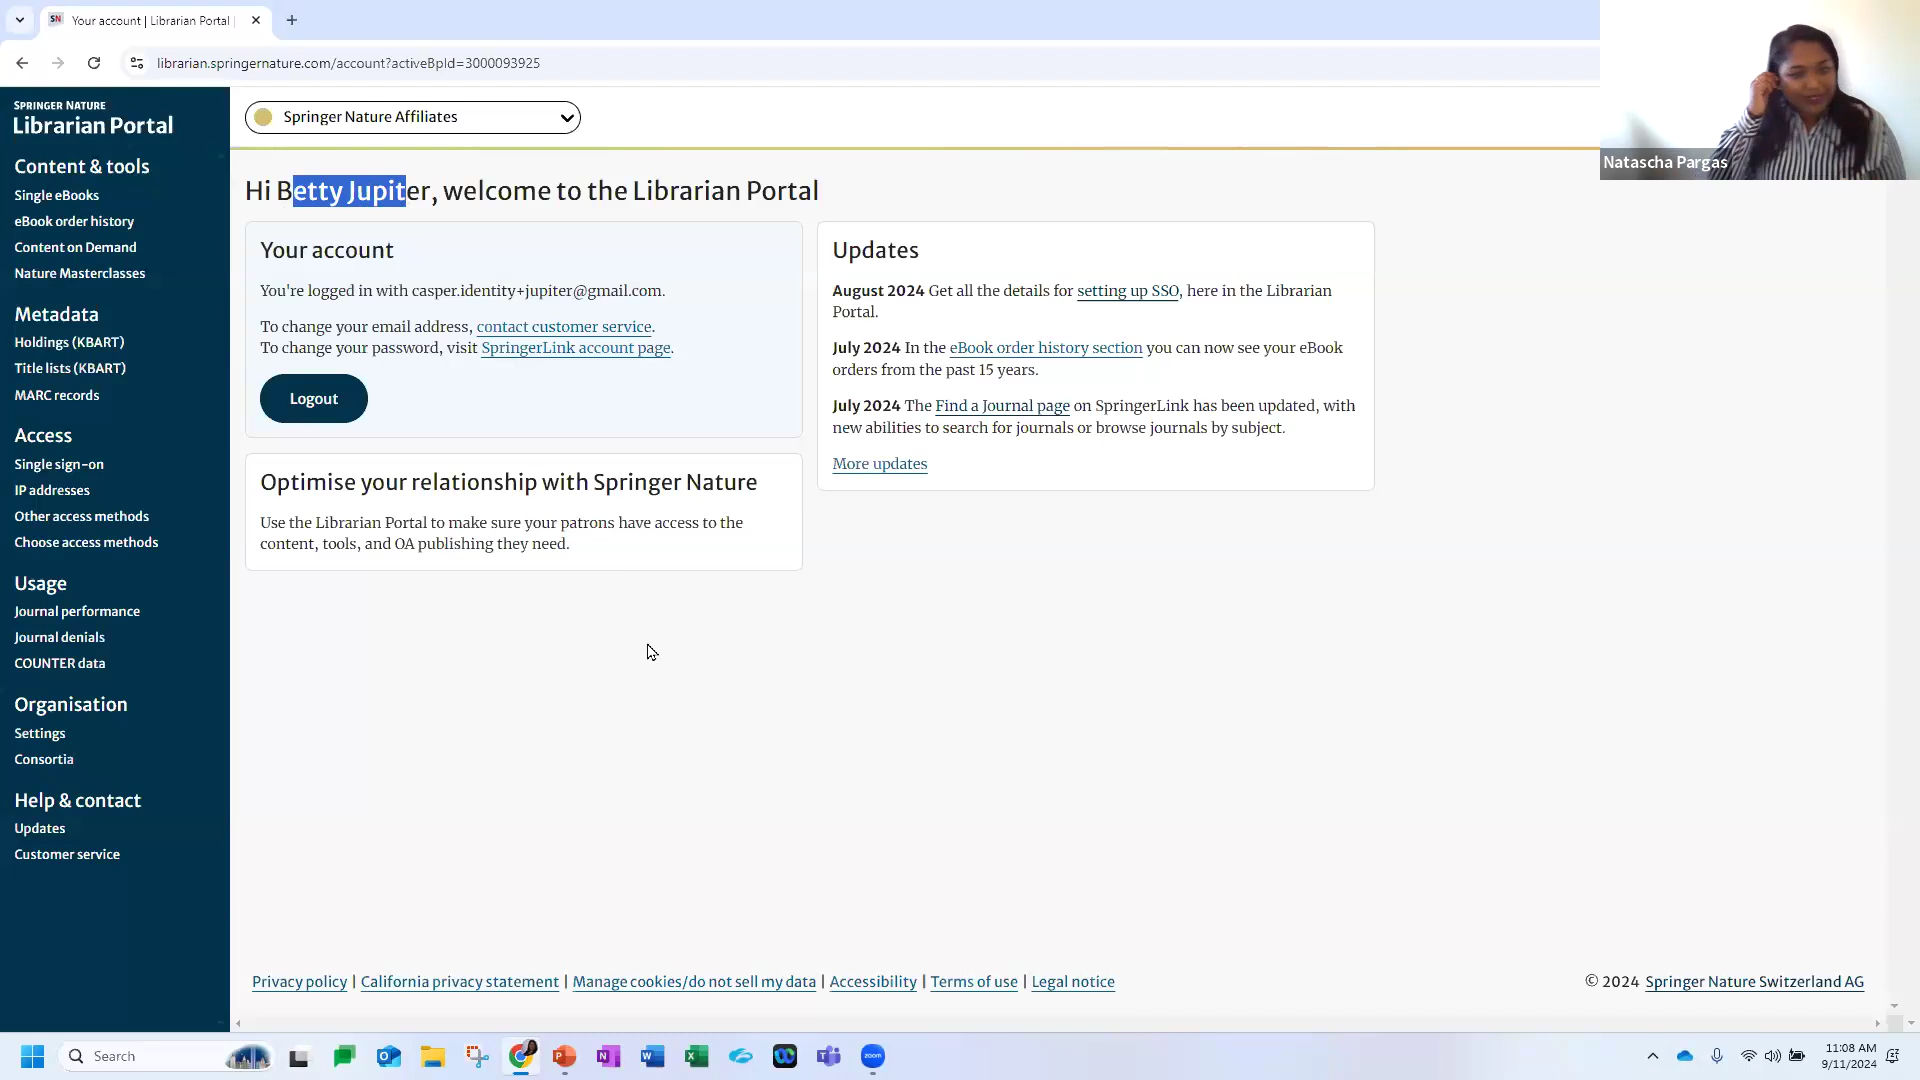 Your account | Librarian Portal
librarian.springernature.com/account?activeBpId=3000093925
Natascha Pargas
SPRINGER NATURE
Librarian Portal
Content & tools
Single eBooks
eBook order history
Content on Demand
Nature Masterclasses
Metadata
Holdings (KBART)
Title lists (KBART)
MARC records
Access
Single sign-on
IP addresses
Other access methods
Choose access methods
Usage
Journal performance
Journal denials
COUNTER data
Organisation
Settings
Consortia
Help & contact
Updates
Customer service
Springer Nature Affiliates
Hi Betty Jupiter, welcome to the Librarian Portal
Your account
You're logged in with casper.identity+jupiter@gmail.com.
To change your email address, contact customer service.
To change your password, visit SpringerLink account page.
Logout
Optimise your relationship with Springer Nature
Use the Librarian Portal to make sure your patrons have access to the
content, tools, and OA publishing they need.
Updates
August 2024 Get all the details for setting up SSO, here in the Librarian
Portal.
July 2024 In the eBook order history section you can now see your eBook
orders from the past 15 years.
July 2024 The Find a Journal page on SpringerLink has been updated, with
new abilities to search for journals or browse journals by subject.
More updates
Privacy policy | California privacy statement | Manage cookies/do not sell my data | Accessibility | Terms of use | Legal notice
© 2024 Springer Nature Switzerland AG
Search
zoom
11:08 AM
9/11/2024